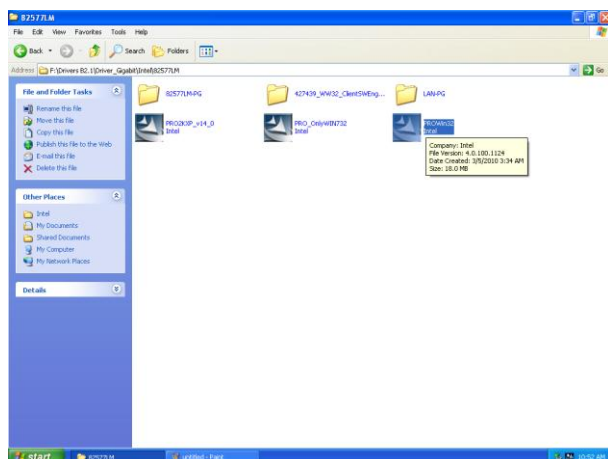 82577LM
File Edit View Favorites Tools Help
Back Search Folders
Address F:\Drivers B2.1\Driver_Gigabit\Intel\82577LM Go
File and Folder Tasks
Rename this file
Move this file
Copy this file
Publish this file to the Web
E-mail this file
Delete this file
Other Places
Intel
My Documents
Shared Documents
My Computer
My Network Places
Details
82577LM-PG
427439_WW32_ClientSWEng...
LAN-PG
PRO2KXP_v14_0
Intel
PRO_OnlyWIN732
Intel
PROWin32
Intel
Company: Intel
File Version: 4.0.100.1124
Date Created: 3/5/2010 3:34 AM
Size: 18.0 MB
start 82577LM untitled - Paint 10:52 AM